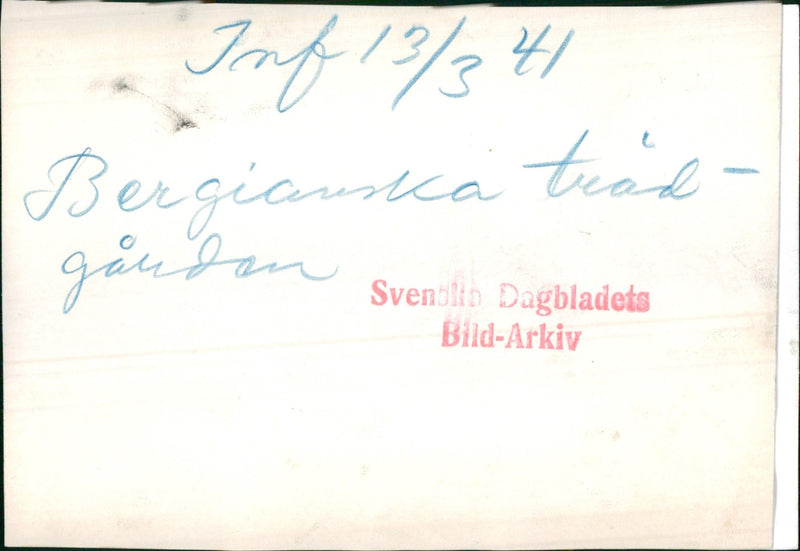 Inf 13/3 41
Bergianska träd-
gården
Svenska Dagbladets
Bild-Arkiv